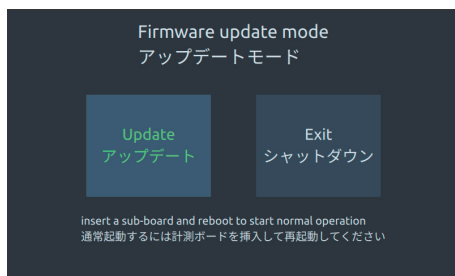 Firmware update mode
アップデートモード
Update
アップデート
Exit
シャットダウン
insert a sub-board and reboot to start normal operation
通常起動するには計測ボードを挿入して再起動してください